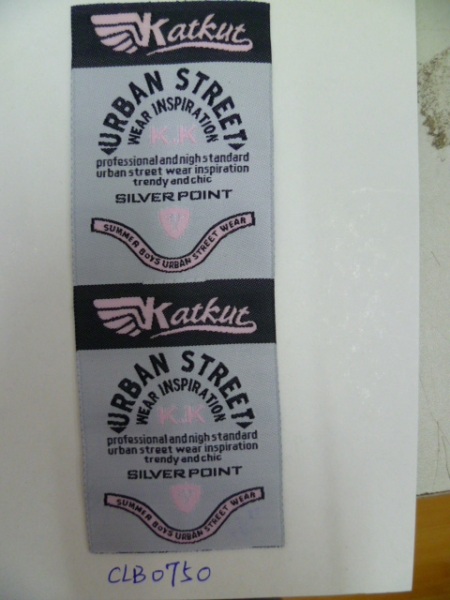 Katkut
URBAN STREET
WEAR INSPIRATION
K.K
professional and nigh standard
urban street wear inspiration
trendy and chic
SILVER POINT
SUMMER BOYS URBAN STREET WEAR
Katkut
URBAN STREET
WEAR INSPIRATION
K.K
professional and nigh standard
urban street wear inspiration
trendy and chic
SILVER POINT
SUMMER BOYS URBAN STREET WEAR
CLB0750